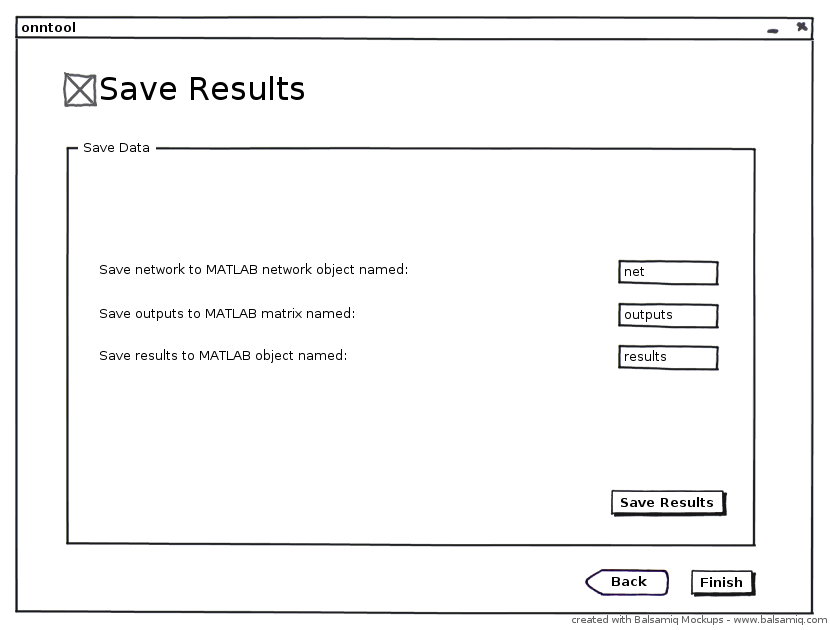 onntool
Save Results
Save Data
Save network to MATLAB network object named:
net
Save outputs to MATLAB matrix named:
outputs
Save results to MATLAB object named:
results
Save Results
Back
Finish
created with Balsamiq Mockups - www.balsamiq.com